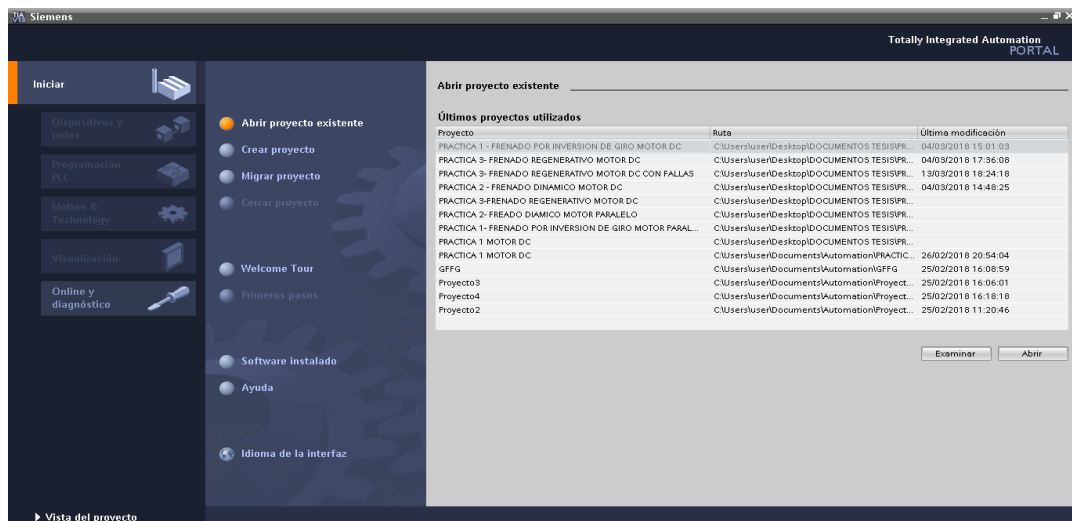 Siemens
Totally Integrated Automation
PORTAL
Iniciar
Dispositivos y
redes
Programación
PLC
Motion &
Technology
Visualización
Online y
diagnóstico
Vista del proyecto
Abrir proyecto existente
Crear proyecto
Migrar proyecto
Cerrar proyecto
Welcome Tour
Primeros pasos
Software instalado
Ayuda
Idioma de la interfaz
Abrir proyecto existente
Últimos proyectos utilizados
Proyecto Ruta Última modificación
PRACTICA 1 - FRENADO POR INVERSION DE GIRO MOTOR DC C:\Users\user\Desktop\DOCUMENTOS TESIS\PR... 04/03/2018 15:01:03
PRACTICA 3- FRENADO REGENERATIVO MOTOR DC C:\Users\user\Desktop\DOCUMENTOS TESIS\PR... 04/03/2018 17:36:08
PRACTICA 3- FRENADO REGENERATIVO MOTOR DC CON FALLAS C:\Users\user\Desktop\DOCUMENTOS TESIS\PR... 13/03/2018 18:24:18
PRACTICA 2 - FRENADO DINAMICO MOTOR DC C:\Users\user\Desktop\DOCUMENTOS TESIS\PR... 04/03/2018 14:48:25
PRACTICA 3-FRENADO REGENERATIVO MOTOR DC C:\Users\user\Desktop\DOCUMENTOS TESIS\PR...
PRACTICA 2- FREADO DIAMICO MOTOR PARALELO C:\Users\user\Desktop\DOCUMENTOS TESIS\PR...
PRACTICA 1- FRENADO POR INVERSION DE GIRO MOTOR PARAL... C:\Users\user\Desktop\DOCUMENTOS TESIS\PR...
PRACTICA 1 MOTOR DC C:\Users\user\Desktop\DOCUMENTOS TESIS\PR...
PRACTICA 1 MOTOR DC C:\Users\user\Documents\Automation\PRACTIC... 26/02/2018 20:54:04
GFFG C:\Users\user\Documents\Automation\GFFG 25/02/2018 16:08:59
Proyecto3 C:\Users\user\Documents\Automation\Proyect... 25/02/2018 16:06:01
Proyecto4 C:\Users\user\Documents\Automation\Proyect... 25/02/2018 16:18:18
Proyecto2 C:\Users\user\Documents\Automation\Proyect... 25/02/2018 11:20:46
Examinar Abrir